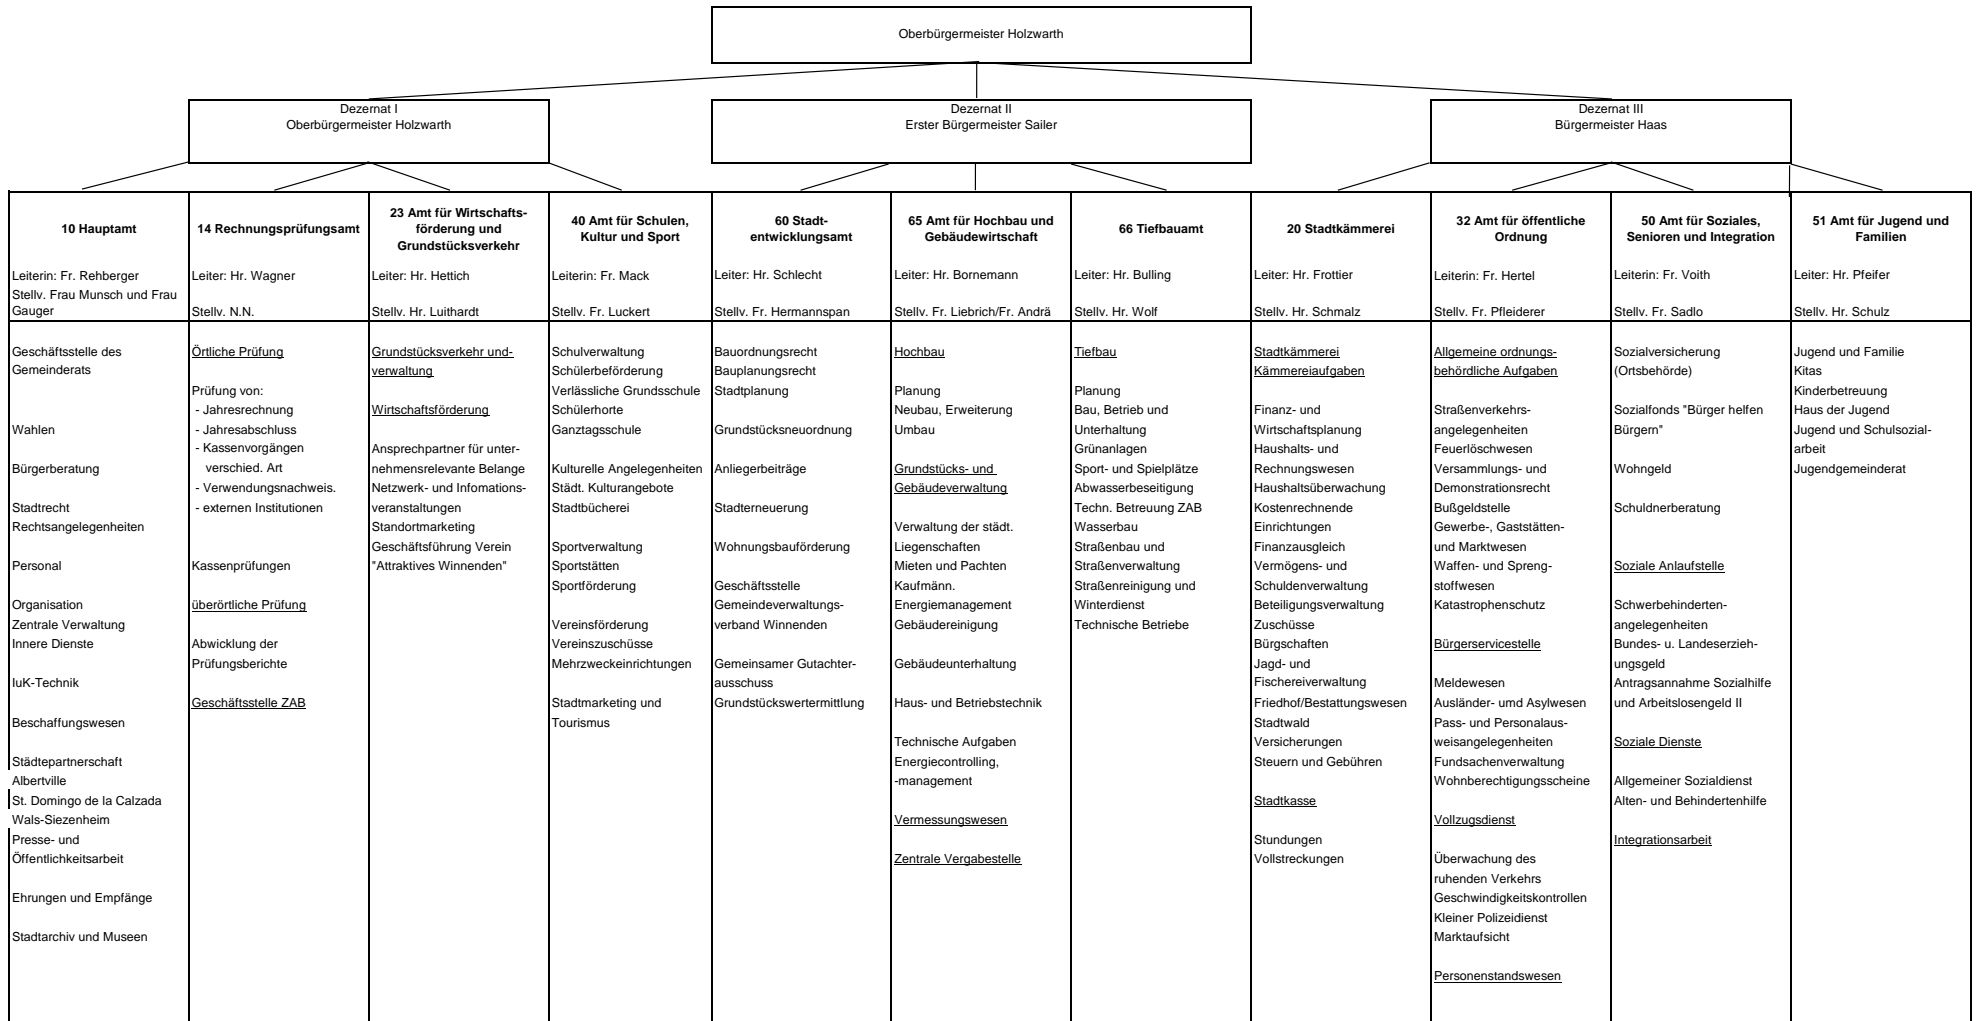 Oberbürgermeister Holzwarth
Dezernat I
Oberbürgermeister Holzwarth
Dezernat II
Erster Bürgermeister Sailer
Dezernat III
Bürgermeister Haas
10 Hauptamt
Leiterin: Fr. Rehberger
Stellv. Frau Munsch und Frau
Gauger
Geschäftsstelle des
Gemeinderats
Wahlen
Bürgerberatung
Stadtrecht
Rechtsangelegenheiten
Personal
Organisation
Zentrale Verwaltung
Innere Dienste
IuK-Technik
Beschaffungswesen
Städtepartnerschaft
Albertville
St. Domingo de la Calzada
Wals-Siezenheim
Presse- und
Öffentlichkeitsarbeit
Ehrungen und Empfänge
Stadtarchiv und Museen
14 Rechnungsprüfungsamt
Leiter: Hr. Wagner
Stellv. N.N.
Örtliche Prüfung
Prüfung von:
- Jahresrechnung
- Jahresabschluss
- Kassenvorgängen
verschied. Art
- Verwendungsnachweis.
- externen Institutionen
Kassenprüfungen
überörtliche Prüfung
Abwicklung der
Prüfungsberichte
Geschäftsstelle ZAB
23 Amt für Wirtschafts-
förderung und
Grundstücksverkehr
Leiter: Hr. Hettich
Stellv. Hr. Luithardt
Grundstücksverkehr und-
verwaltung
Wirtschaftsförderung
Ansprechpartner für unter-
nehmensrelevante Belange
Netzwerk- und Infomations-
veranstaltungen
Standortmarketing
Geschäftsführung Verein
"Attraktives Winnenden"
40 Amt für Schulen,
Kultur und Sport
Leiterin: Fr. Mack
Stellv. Fr. Luckert
Schulverwaltung
Schülerbeförderung
Verlässliche Grundsschule
Schülerhorte
Ganztagsschule
Kulturelle Angelegenheiten
Städt. Kulturangebote
Stadtbücherei
Sportverwaltung
Sportstätten
Sportförderung
Vereinsförderung
Vereinszuschüsse
Mehrzweckeinrichtungen
Stadtmarketing und
Tourismus
60 Stadt-
entwicklungsamt
Leiter: Hr. Schlecht
Stellv. Fr. Hermannspan
Bauordnungsrecht
Bauplanungsrecht
Stadtplanung
Grundstücksneuordnung
Anliegerbeiträge
Stadterneuerung
Wohnungsbauförderung
Geschäftsstelle
Gemeindeverwaltungs-
verband Winnenden
Gemeinsamer Gutachter-
ausschuss
Grundstückswertermittlung
65 Amt für Hochbau und
Gebäudewirtschaft
Leiter: Hr. Bornemann
Stellv. Fr. Liebrich/Fr. Andrä
Hochbau
Planung
Neubau, Erweiterung
Umbau
Grundstücks- und
Gebäudeverwaltung
Verwaltung der städt.
Liegenschaften
Mieten und Pachten
Kaufmänn.
Energiemanagement
Gebäudereinigung
Gebäudeunterhaltung
Haus- und Betriebstechnik
Technische Aufgaben
Energiecontrolling,
-management
Vermessungswesen
Zentrale Vergabestelle
66 Tiefbauamt
Leiter: Hr. Bulling
Stellv. Hr. Wolf
Tiefbau
Planung
Bau, Betrieb und
Unterhaltung
Grünanlagen
Sport- und Spielplätze
Abwasserbeseitigung
Techn. Betreuung ZAB
Wasserbau
Straßenbau und
Straßenverwaltung
Straßenreinigung und
Winterdienst
Technische Betriebe
20 Stadtkämmerei
Leiter: Hr. Frottier
Stellv. Hr. Schmalz
Stadtkämmerei
Kämmereiaufgaben
Finanz- und
Wirtschaftsplanung
Haushalts- und
Rechnungswesen
Haushaltsüberwachung
Kostenrechnende
Einrichtungen
Finanzausgleich
Vermögens- und
Schuldenverwaltung
Beteiligungsverwaltung
Zuschüsse
Bürgschaften
Jagd- und
Fischereiverwaltung
Friedhof/Bestattungswesen
Stadtwald
Versicherungen
Steuern und Gebühren
Stadtkasse
Stundungen
Vollstreckungen
32 Amt für öffentliche
Ordnung
Leiterin: Fr. Hertel
Stellv. Fr. Pfleiderer
Allgemeine ordnungs-
behördliche Aufgaben
Straßenverkehrs-
angelegenheiten
Feuerlöschwesen
Versammlungs- und
Demonstrationsrecht
Bußgeldstelle
Gewerbe-, Gaststätten-
und Marktwesen
Waffen- und Spreng-
stoffwesen
Katastrophenschutz
Bürgerservicestelle
Meldewesen
Ausländer- umd Asylwesen
Pass- und Personalaus-
weisangelegenheiten
Fundsachenverwaltung
Wohnberechtigungsscheine
Vollzugsdienst
Überwachung des
ruhenden Verkehrs
Geschwindigkeitskontrollen
Kleiner Polizeidienst
Marktaufsicht
Personenstandswesen
50 Amt für Soziales,
Senioren und Integration
Leiterin: Fr. Voith
Stellv. Fr. Sadlo
Sozialversicherung
(Ortsbehörde)
Sozialfonds "Bürger helfen
Bürgern"
Wohngeld
Schuldnerberatung
Soziale Anlaufstelle
Schwerbehinderten-
angelegenheiten
Bundes- u. Landeserzieh-
ungsgeld
Antragsannahme Sozialhilfe
und Arbeitslosengeld II
Soziale Dienste
Allgemeiner Sozialdienst
Alten- und Behindertenhilfe
Integrationsarbeit
51 Amt für Jugend und
Familien
Leiter: Hr. Pfeifer
Stellv. Hr. Schulz
Jugend und Familie
Kitas
Kinderbetreuung
Haus der Jugend
Jugend und Schulsozial-
arbeit
Jugendgemeinderat